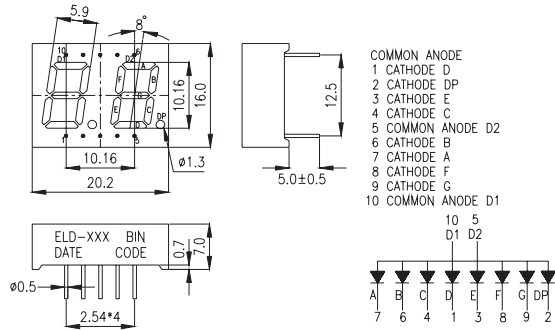 5.9
8°
10 6
D1 D2 A
F B
G
E C
D DP
1 5
10.16
16.0
10.16
ø1.3
20.2
12.5
5.0±0.5
COMMON ANODE
1 CATHODE D
2 CATHODE DP
3 CATHODE E
4 CATHODE C
5 COMMON ANODE D2
6 CATHODE B
7 CATHODE A
8 CATHODE F
9 CATHODE G
10 COMMON ANODE D1
ELD-XXX BIN
DATE CODE
0.7
7.0
ø0.5
2.54*4
10 5
D1 D2
A B C D E F G DP
7 6 4 1 3 8 9 2